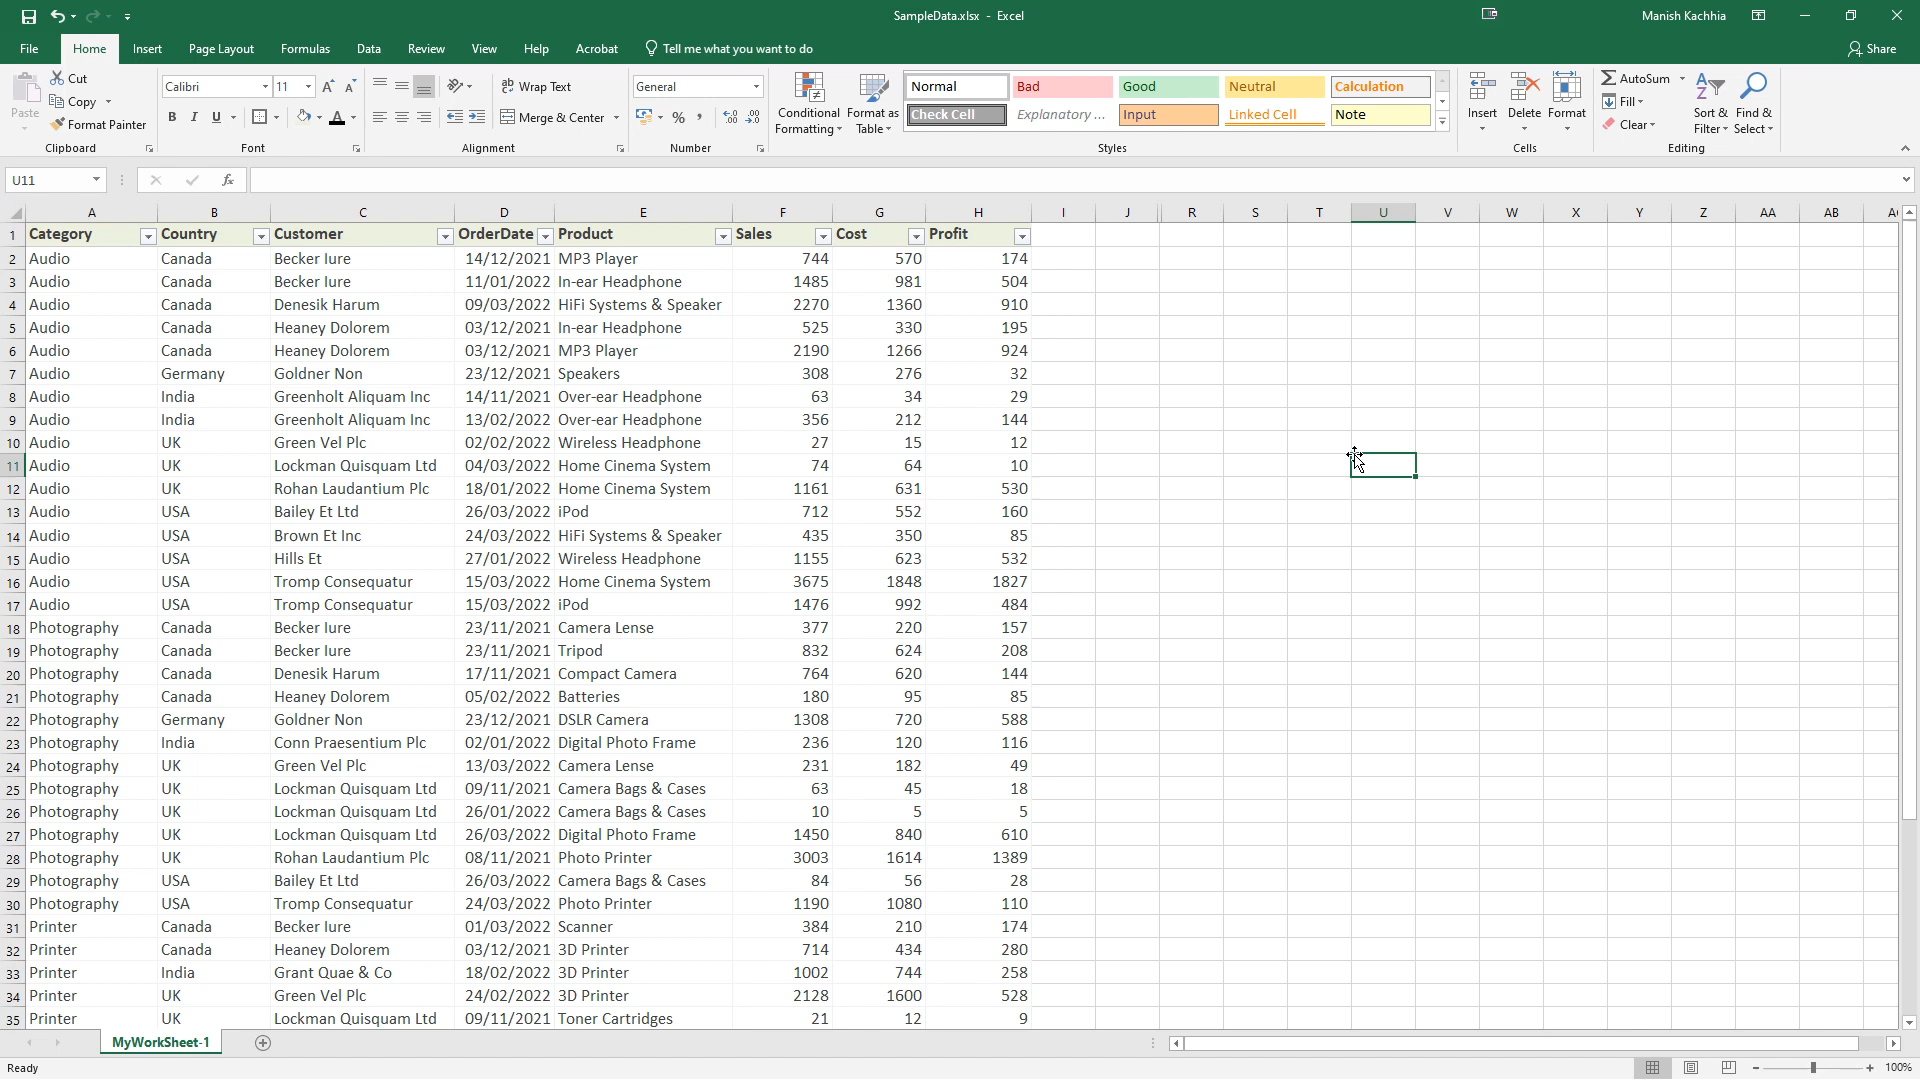 SampleData.xlsx - Excel
Manish Kachhia
File Home Insert Page Layout Formulas Data Review View Help Acrobat Tell me what you want to do Share
Paste
Cut
Copy
Format Painter
Clipboard
Calibri 11 A A
B I U A
Font
Wrap Text
Merge & Center
Alignment
General
% , .0 .00
Number
Conditional Formatting
Format as Table
Normal Bad Good Neutral Calculation
Check Cell Explanatory ... Input Linked Cell Note
Styles
Insert Delete Format
Cells
AutoSum
Fill
Clear
Sort & Filter
Find & Select
Editing
U11 fx
A B C D E F G H I J R S T U V W X Y Z AA AB
1 Category Country Customer OrderDate Product Sales Cost Profit
2 Audio Canada Becker Iure 14/12/2021 MP3 Player 744 570 174
3 Audio Canada Becker Iure 11/01/2022 In-ear Headphone 1485 981 504
4 Audio Canada Denesik Harum 09/03/2022 HiFi Systems & Speaker 2270 1360 910
5 Audio Canada Heaney Dolorem 03/12/2021 In-ear Headphone 525 330 195
6 Audio Canada Heaney Dolorem 03/12/2021 MP3 Player 2190 1266 924
7 Audio Germany Goldner Non 23/12/2021 Speakers 308 276 32
8 Audio India Greenholt Aliquam Inc 14/11/2021 Over-ear Headphone 63 34 29
9 Audio India Greenholt Aliquam Inc 13/02/2022 Over-ear Headphone 356 212 144
10 Audio UK Green Vel Plc 02/02/2022 Wireless Headphone 27 15 12
11 Audio UK Lockman Quisquam Ltd 04/03/2022 Home Cinema System 74 64 10
12 Audio UK Rohan Laudantium Plc 18/01/2022 Home Cinema System 1161 631 530
13 Audio USA Bailey Et Ltd 26/03/2022 iPod 712 552 160
14 Audio USA Brown Et Inc 24/03/2022 HiFi Systems & Speaker 435 350 85
15 Audio USA Hills Et 27/01/2022 Wireless Headphone 1155 623 532
16 Audio USA Tromp Consequatur 15/03/2022 Home Cinema System 3675 1848 1827
17 Audio USA Tromp Consequatur 15/03/2022 iPod 1476 992 484
18 Photography Canada Becker Iure 23/11/2021 Camera Lense 377 220 157
19 Photography Canada Becker Iure 23/11/2021 Tripod 832 624 208
20 Photography Canada Denesik Harum 17/11/2021 Compact Camera 764 620 144
21 Photography Canada Heaney Dolorem 05/02/2022 Batteries 180 95 85
22 Photography Germany Goldner Non 23/12/2021 DSLR Camera 1308 720 588
23 Photography India Conn Praesentium Plc 02/01/2022 Digital Photo Frame 236 120 116
24 Photography UK Green Vel Plc 13/03/2022 Camera Lense 231 182 49
25 Photography UK Lockman Quisquam Ltd 09/11/2021 Camera Bags & Cases 63 45 18
26 Photography UK Lockman Quisquam Ltd 26/01/2022 Camera Bags & Cases 10 5 5
27 Photography UK Lockman Quisquam Ltd 26/03/2022 Digital Photo Frame 1450 840 610
28 Photography UK Rohan Laudantium Plc 08/11/2021 Photo Printer 3003 1614 1389
29 Photography USA Bailey Et Ltd 26/03/2022 Camera Bags & Cases 84 56 28
30 Photography USA Tromp Consequatur 24/03/2022 Photo Printer 1190 1080 110
31 Printer Canada Becker Iure 01/03/2022 Scanner 384 210 174
32 Printer Canada Heaney Dolorem 03/12/2021 3D Printer 714 434 280
33 Printer India Grant Quae & Co 18/02/2022 3D Printer 1002 744 258
34 Printer UK Green Vel Plc 24/02/2022 3D Printer 2128 1600 528
35 Printer UK Lockman Quisquam Ltd 09/11/2021 Toner Cartridges 21 12 9
MyWorkSheet-1
Ready
100%